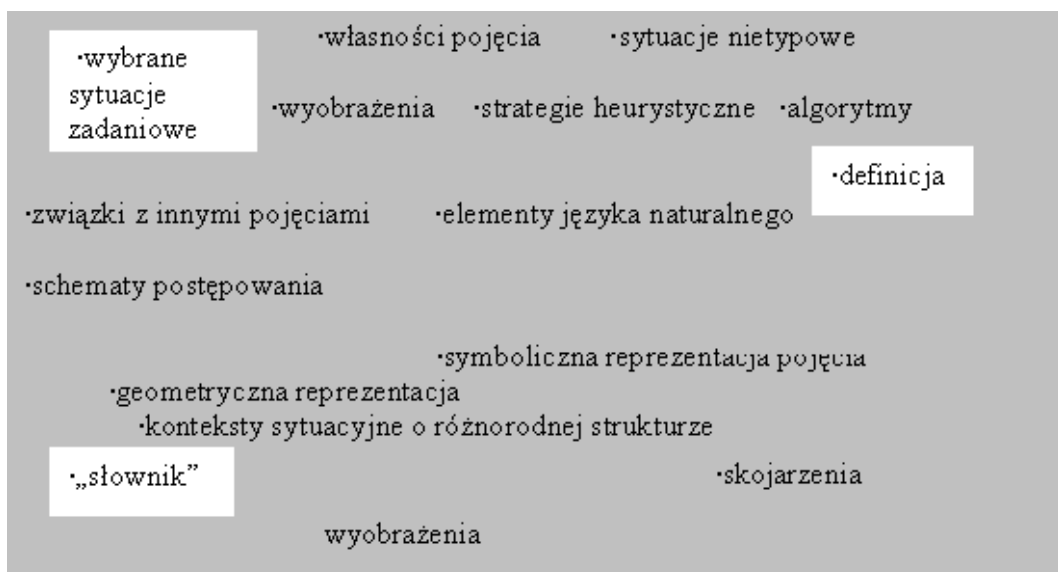 ·własności pojęcia ·sytuacje nietypowe
·wybrane
sytuacje
zadaniowe
·wyobrażenia ·strategie heurystyczne ·algorytmy
·definicja
·związki z innymi pojęciami ·elementy języka naturalnego
·schematy postępowania
·symboliczna reprezentacja pojęcia
·geometryczna reprezentacja
·konteksty sytuacyjne o różnorodnej strukturze
·„słownik”
·skojarzenia
wyobrażenia